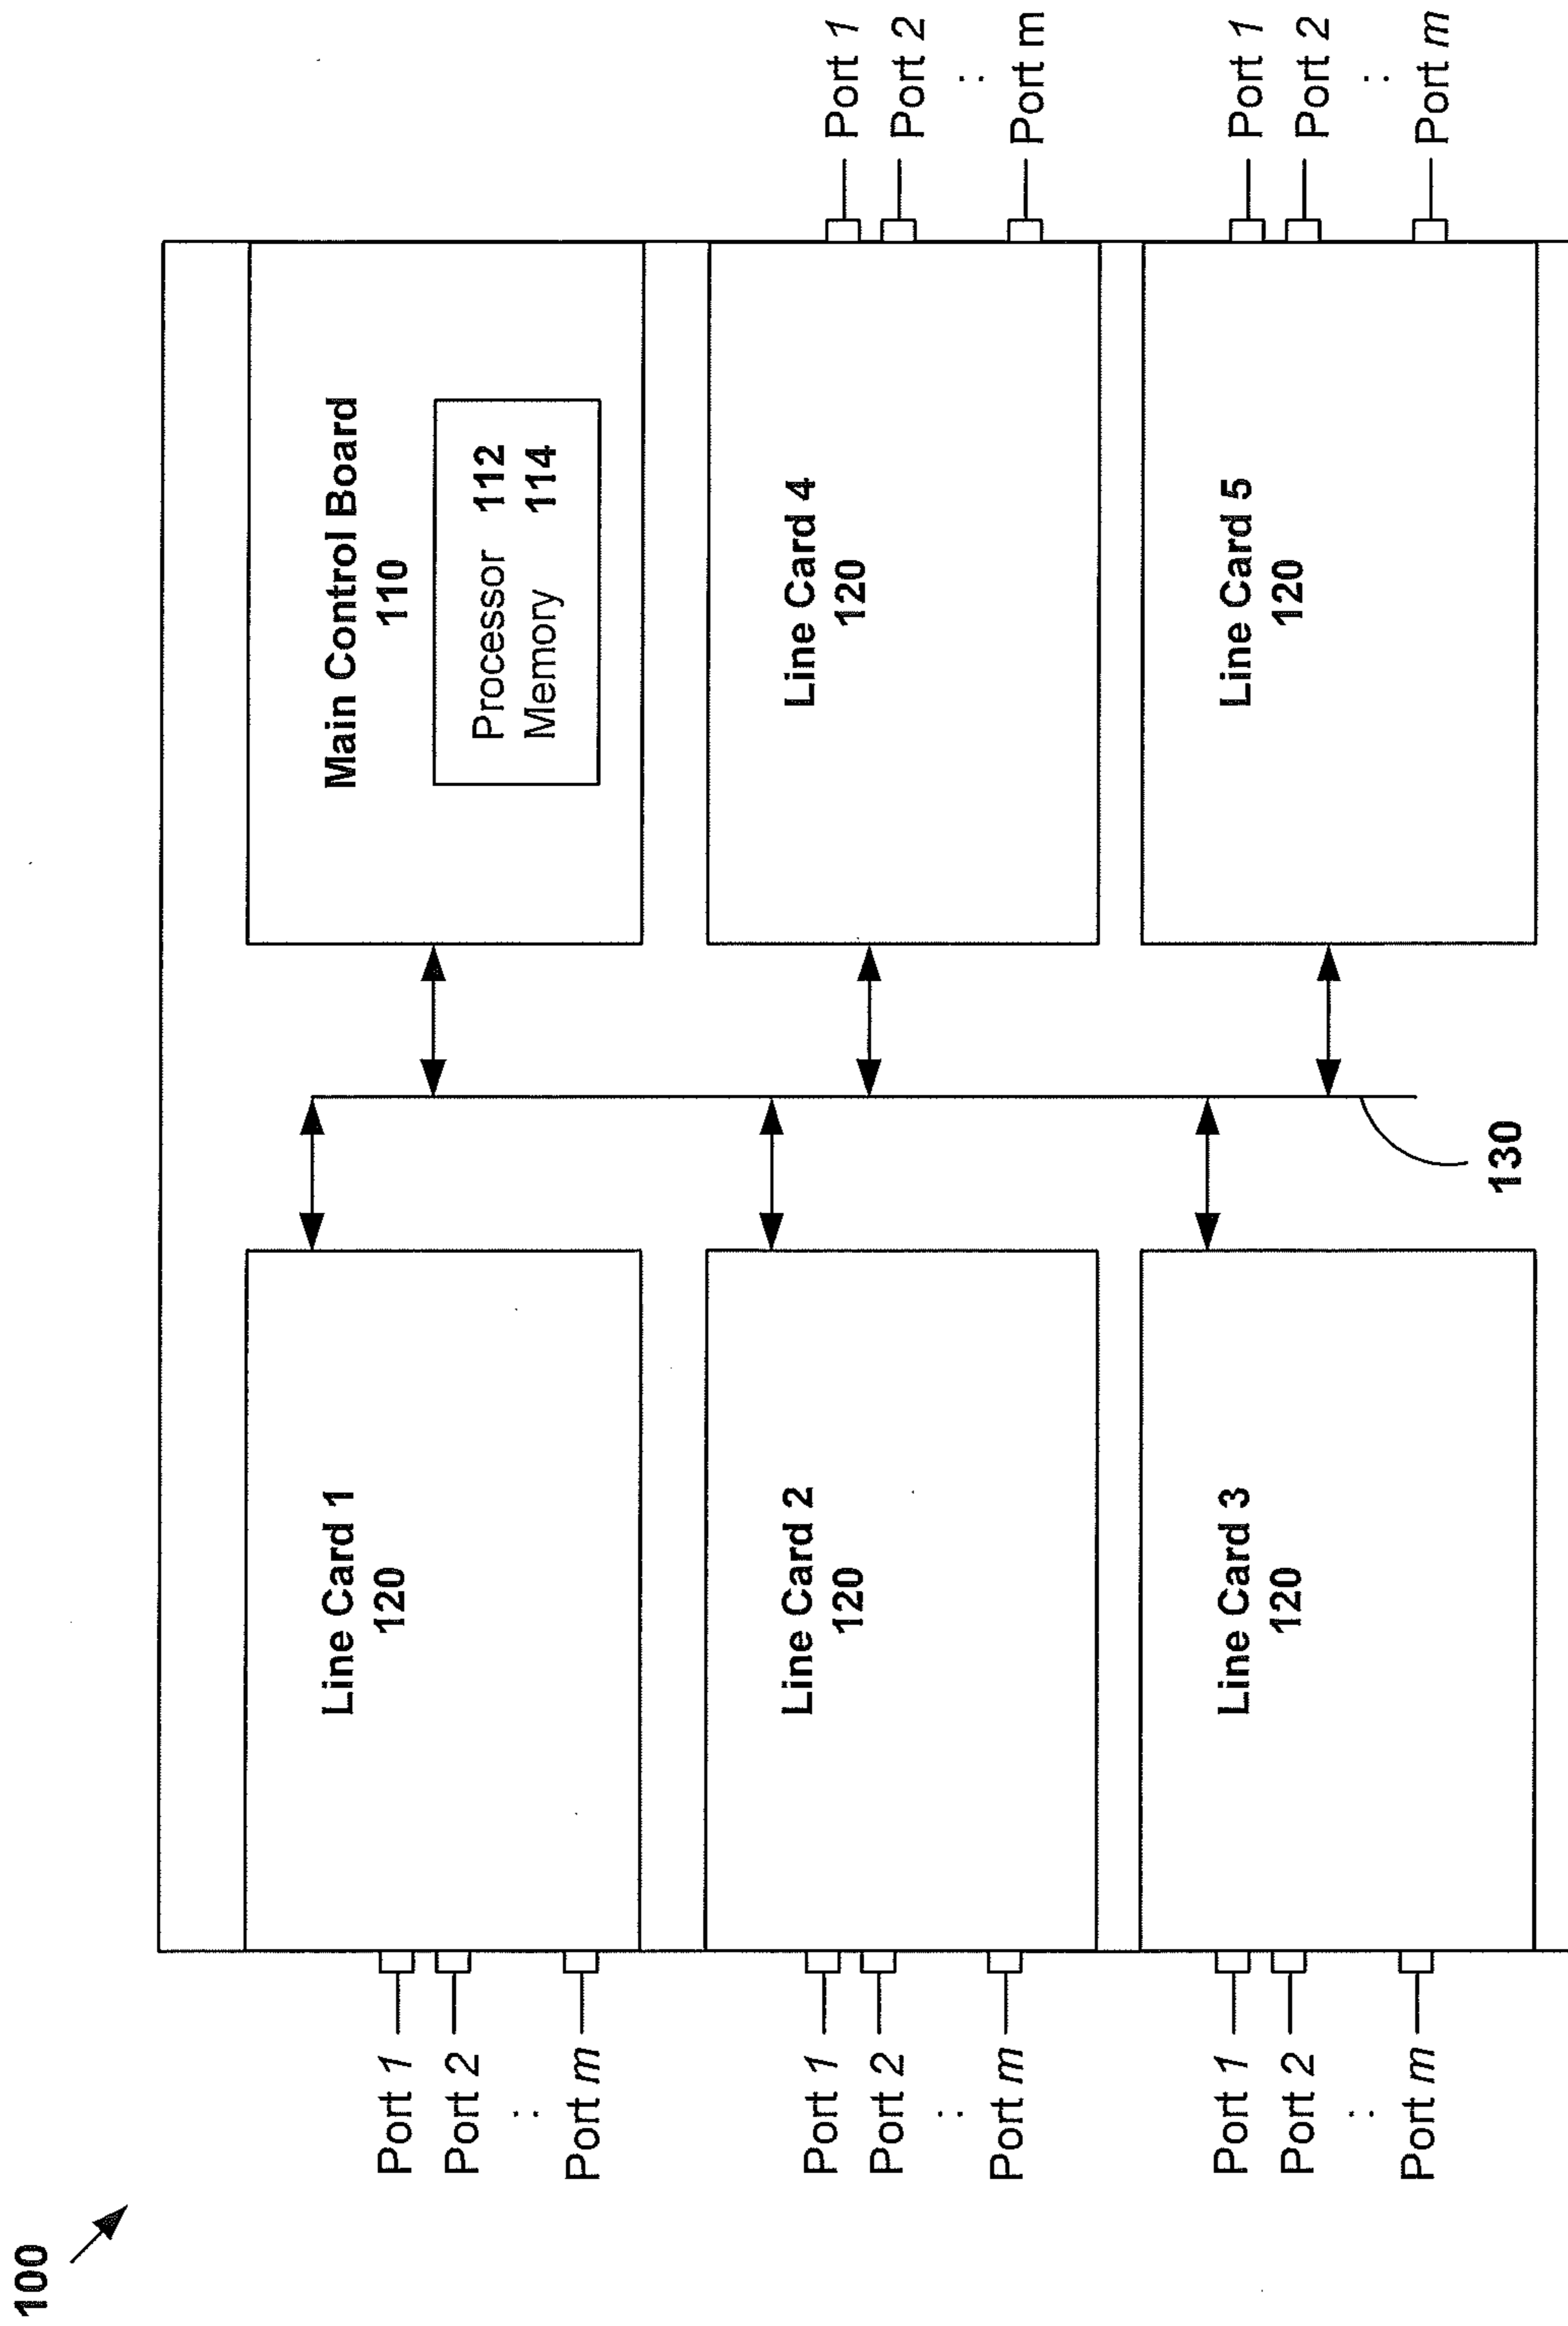 100
Line Card 1
120
Port 1
Port 2
Port m
Main Control Board
110
Processor 112
Memory 114
Line Card 2
120
Port 1
Port 2
Port m
Line Card 4
120
Port 1
Port 2
Port m
Line Card 3
120
Port 1
Port 2
Port m
Line Card 5
120
Port 1
Port 2
Port m
130